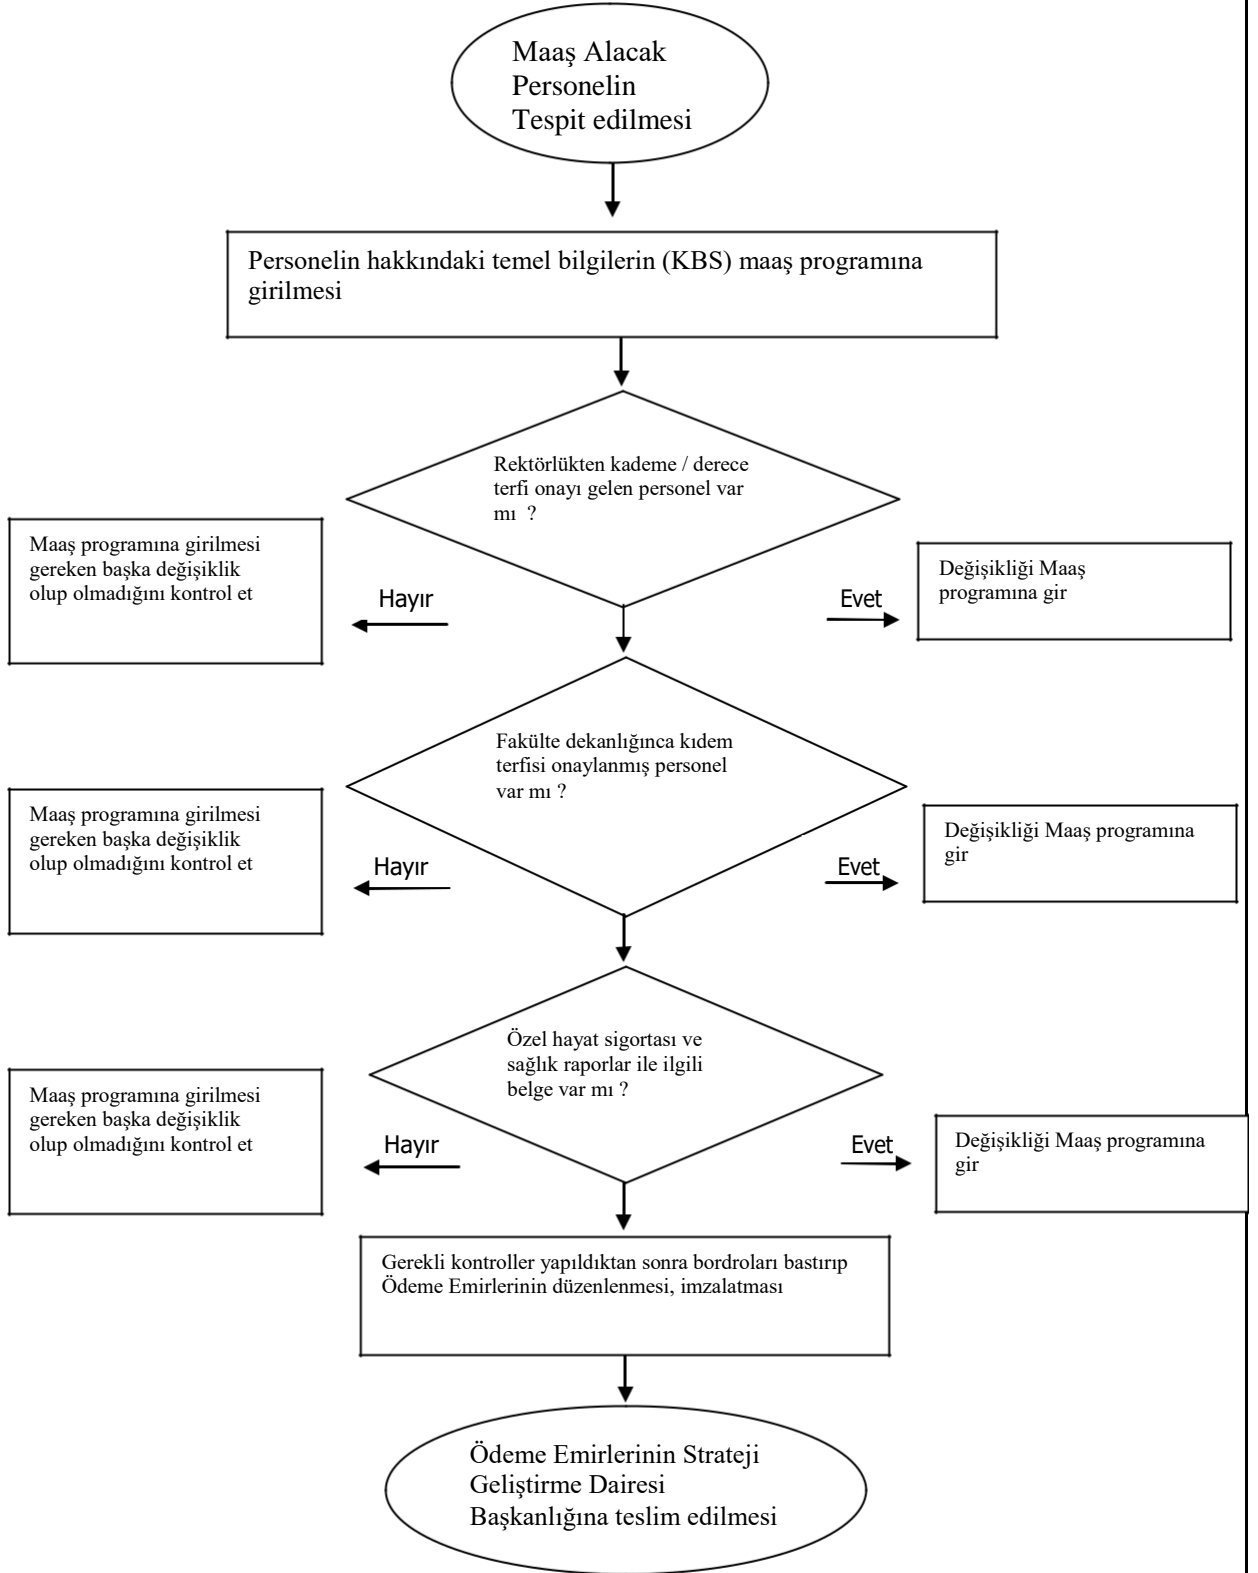 Maaş Alacak
Personelin
Tespit edilmesi
Personelin hakkındaki temel bilgilerin (KBS) maaş programına
girilmesi
Rektörlükten kademe / derece
terfi onayı gelen personel var
mı ?
Maaş programına girilmesi
gereken başka değişiklik
olup olmadığını kontrol et
Hayır
Evet
Değişikliği Maaş
programına gir
Fakülte dekanlığınca kıdem
terfisi onaylanmış personel
var mı ?
Maaş programına girilmesi
gereken başka değişiklik
olup olmadığını kontrol et
Hayır
Evet
Değişikliği Maaş programına
gir
Özel hayat sigortası ve
sağlık raporlar ile ilgili
belge var mı ?
Maaş programına girilmesi
gereken başka değişiklik
olup olmadığını kontrol et
Hayır
Evet
Değişikliği Maaş programına
gir
Gerekli kontroller yapıldıktan sonra bordroları bastırıp
Ödeme Emirlerinin düzenlenmesi, imzalatması
Ödeme Emirlerinin Strateji
Geliştirme Dairesi
Başkanlığına teslim edilmesi